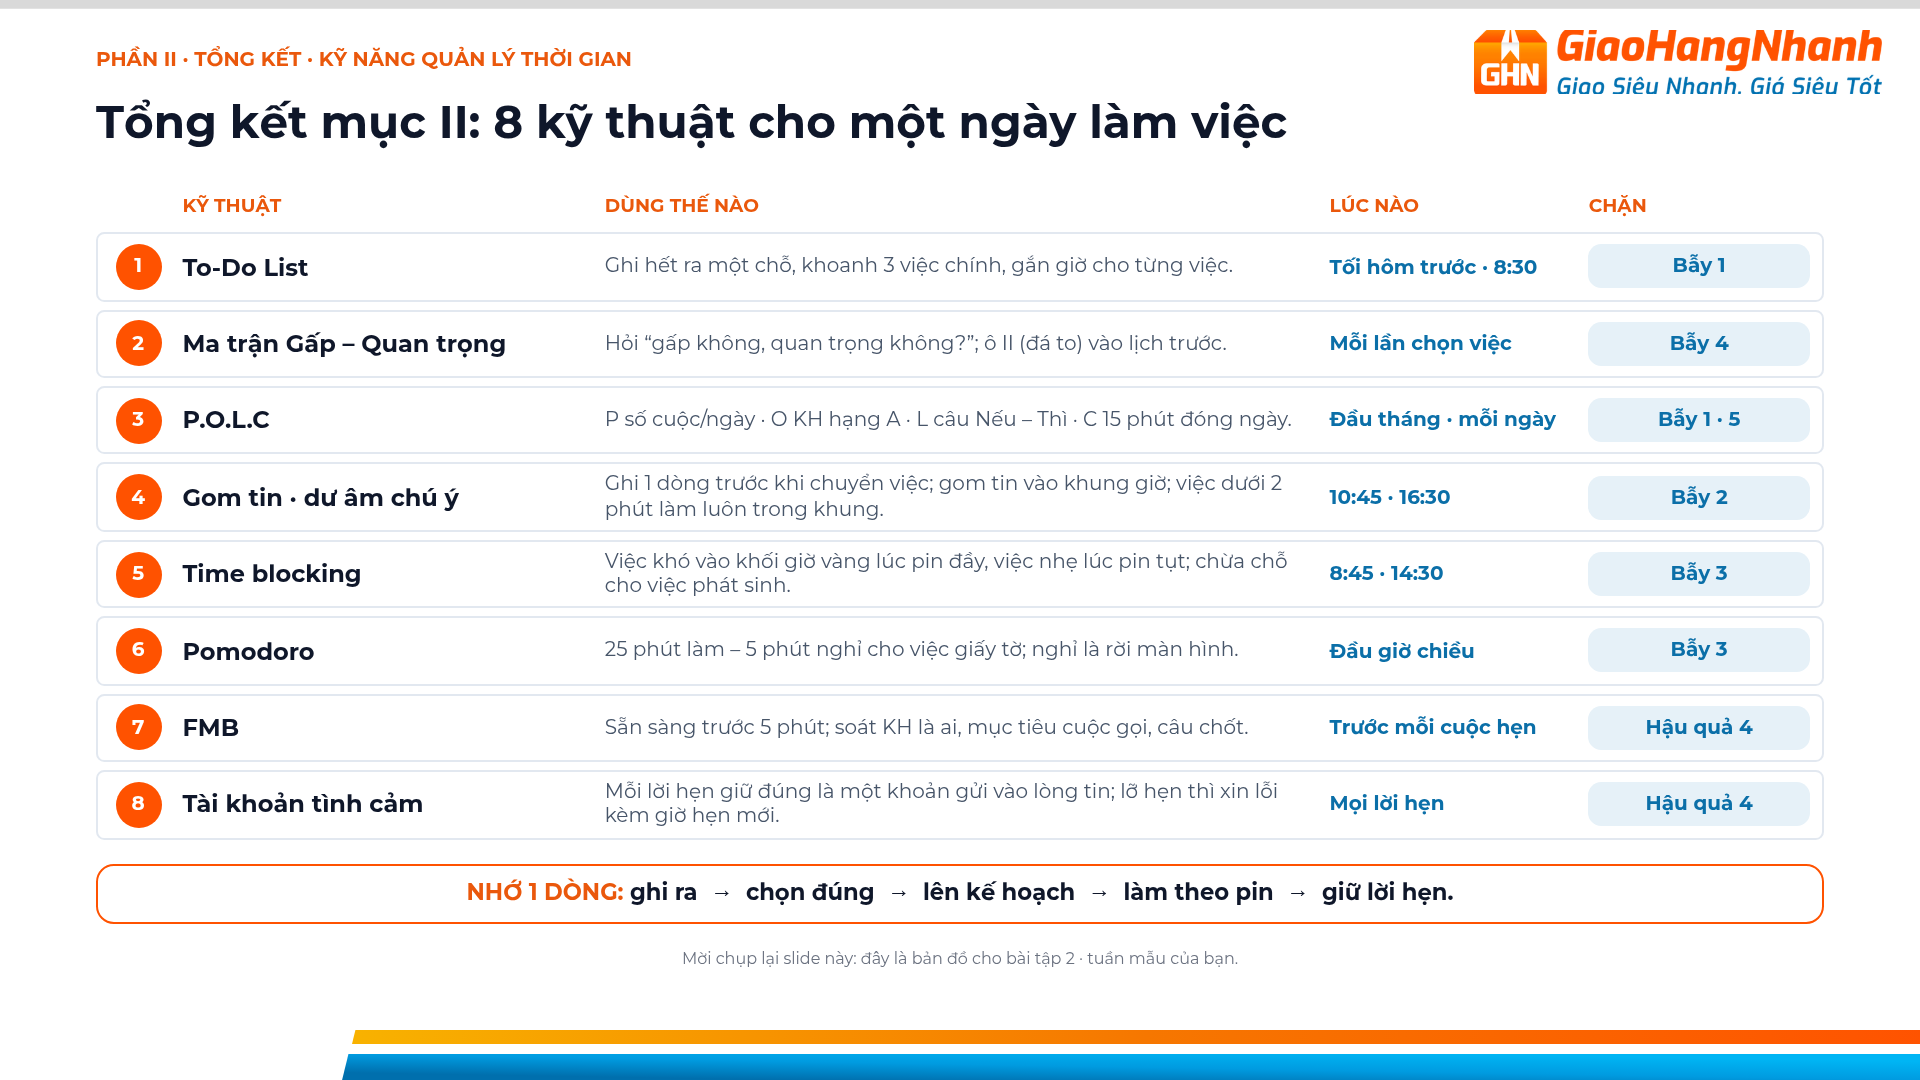 PHẦN II · TỔNG KẾT · KỸ NĂNG QUẢN LÝ THỜI GIAN
GHN
GiaoHangNhanh
Giao Siêu Nhanh, Giá Siêu Tốt
Tổng kết mục II: 8 kỹ thuật cho một ngày làm việc
KỸ THUẬT DÙNG THẾ NÀO LÚC NÀO CHẶN
1 To-Do List Ghi hết ra một chỗ, khoanh 3 việc chính, gắn giờ cho từng việc. Tối hôm trước · 8:30 Bẫy 1
2 Ma trận Gấp – Quan trọng Hỏi “gấp không, quan trọng không?”; ô II (đá to) vào lịch trước. Mỗi lần chọn việc Bẫy 4
3 P.O.L.C P số cuộc/ngày · O KH hạng A · L câu Nếu – Thì · C 15 phút đóng ngày. Đầu tháng · mỗi ngày Bẫy 1 · 5
4 Gom tin · dư âm chú ý Ghi 1 dòng trước khi chuyển việc; gom tin vào khung giờ; việc dưới 2
phút làm luôn trong khung. 10:45 · 16:30 Bẫy 2
5 Time blocking Việc khó vào khối giờ vàng lúc pin đầy, việc nhẹ lúc pin tụt; chừa chỗ
cho việc phát sinh. 8:45 · 14:30 Bẫy 3
6 Pomodoro 25 phút làm – 5 phút nghỉ cho việc giấy tờ; nghỉ là rời màn hình. Đầu giờ chiều Bẫy 3
7 FMB Sẵn sàng trước 5 phút; soát KH là ai, mục tiêu cuộc gọi, câu chốt. Trước mỗi cuộc hẹn Hậu quả 4
8 Tài khoản tình cảm Mỗi lời hẹn giữ đúng là một khoản gửi vào lòng tin; lỡ hẹn thì xin lỗi
kèm giờ hẹn mới. Mọi lời hẹn Hậu quả 4
NHỚ 1 DÒNG: ghi ra → chọn đúng → lên kế hoạch → làm theo pin → giữ lời hẹn.
Mời chụp lại slide này: đây là bản đồ cho bài tập 2 · tuần mẫu của bạn.